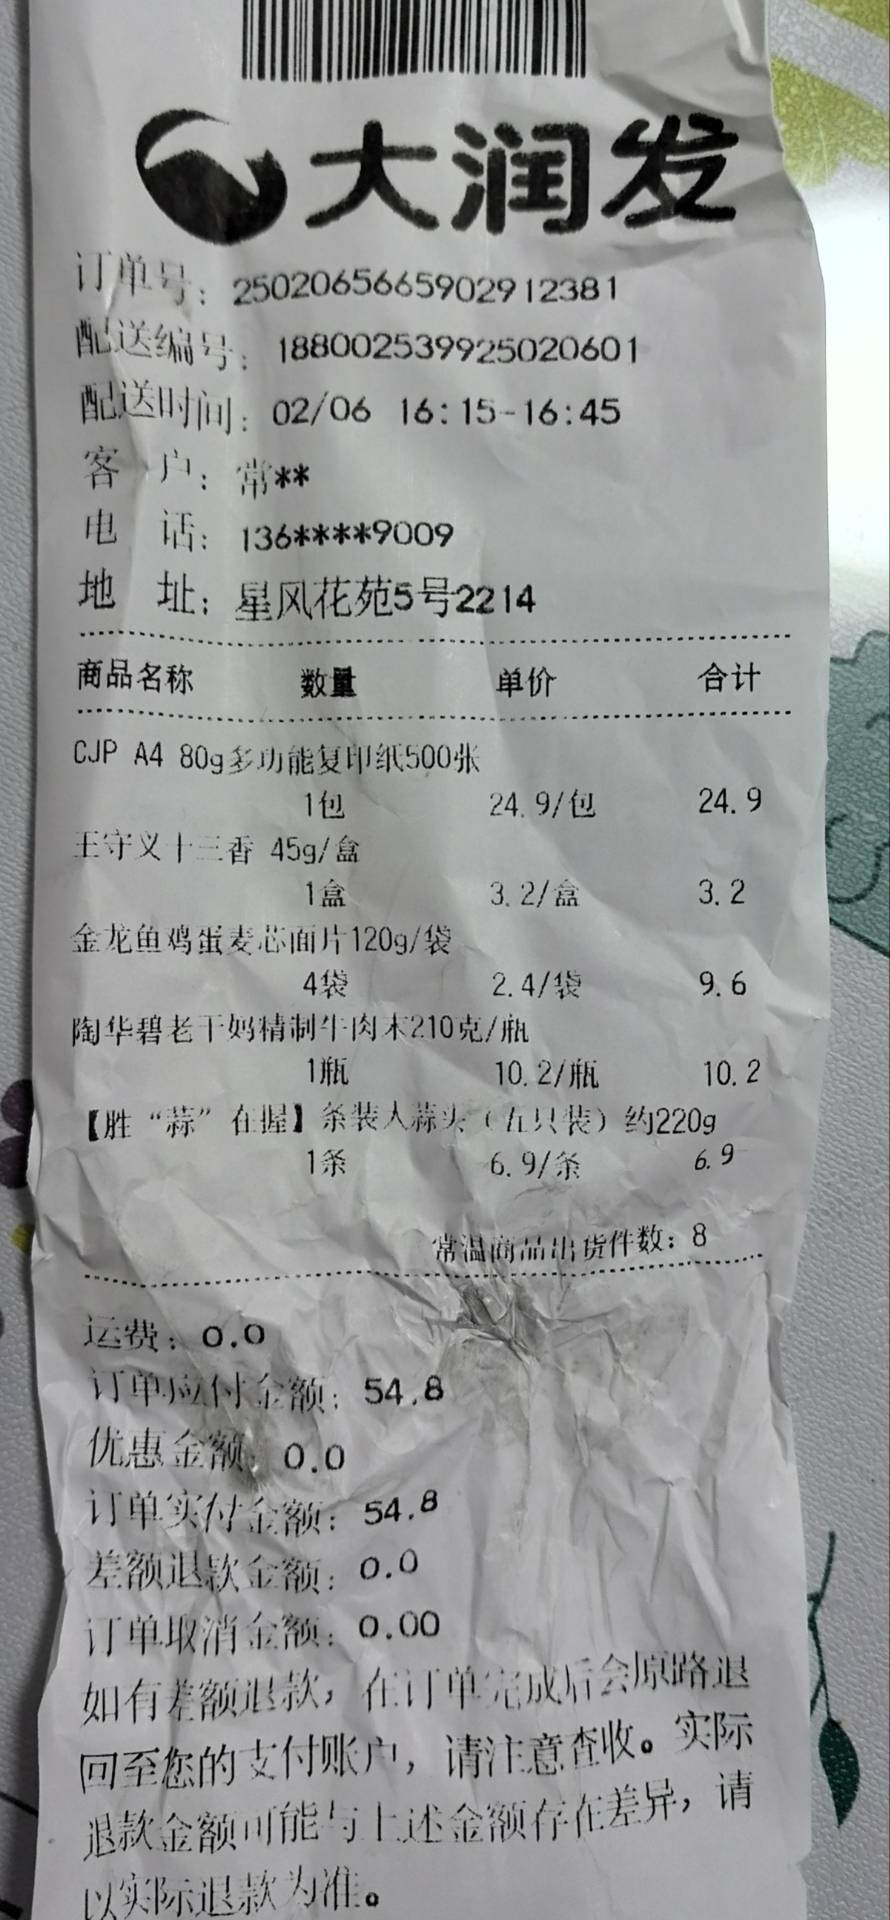 大润发
订单号：2502065665902912381
配送编号：188002539925020601
配送时间：02/06 16:15-16:45
客 户：常**
电 话：136****9009
地 址：星风花苑5号2214
商品名称 数量 单价 合计
CJP A4 80g多功能复印纸500张
1包 24.9/包 24.9
王守义十三香 45g/盒
1盒 3.2/盒 3.2
金龙鱼鸡蛋麦芯面片120g/袋
4袋 2.4/袋 9.6
陶华碧老干妈精制牛肉末210克/瓶
1瓶 10.2/瓶 10.2
【胜“蒜”在握】条装大蒜头（五只装）约220g
1条 6.9/条 6.9
常温商品出货件数：8
运费：0.0
订单应付金额：54.8
优惠金额：0.0
订单实付金额：54.8
差额退款金额：0.0
订单取消金额：0.00
如有差额退款，在订单完成后会原路退
回至您的支付账户，请注意查收。实际
退款金额可能与上述金额存在差异，请
以实际退款为准。